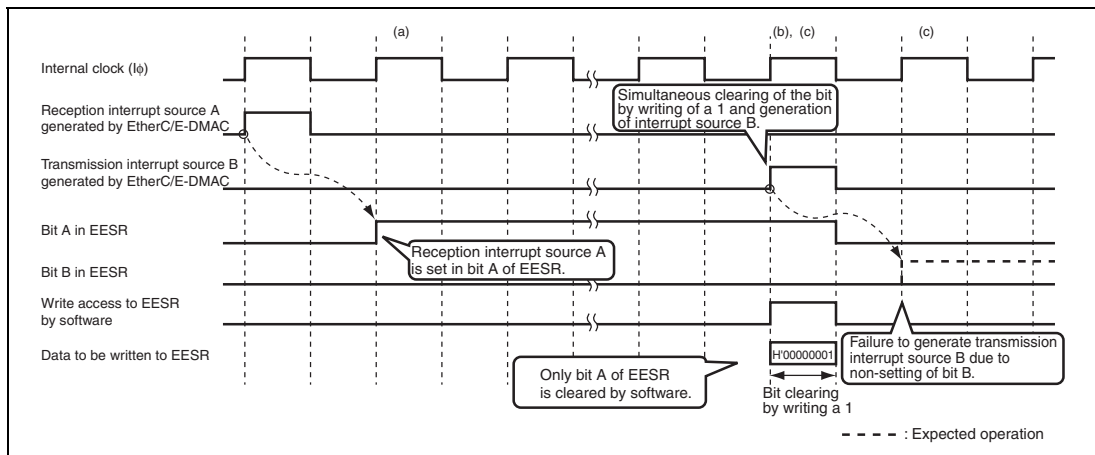 (a)
(b), (c)
(c)
Internal clock (Iϕ)
Simultaneous clearing of the bit
by writing of a 1 and generation
of interrupt source B.
Reception interrupt source A
generated by EtherC/E-DMAC
Transmission interrupt source B
generated by EtherC/E-DMAC
Bit A in EESR
Reception interrupt source A
is set in bit A of EESR.
Bit B in EESR
Write access to EESR
by software
Failure to generate transmission
interrupt source B due to
non-setting of bit B.
Data to be written to EESR
H'00000001
Only bit A of EESR
is cleared by software.
Bit clearing
by writing a 1
: Expected operation